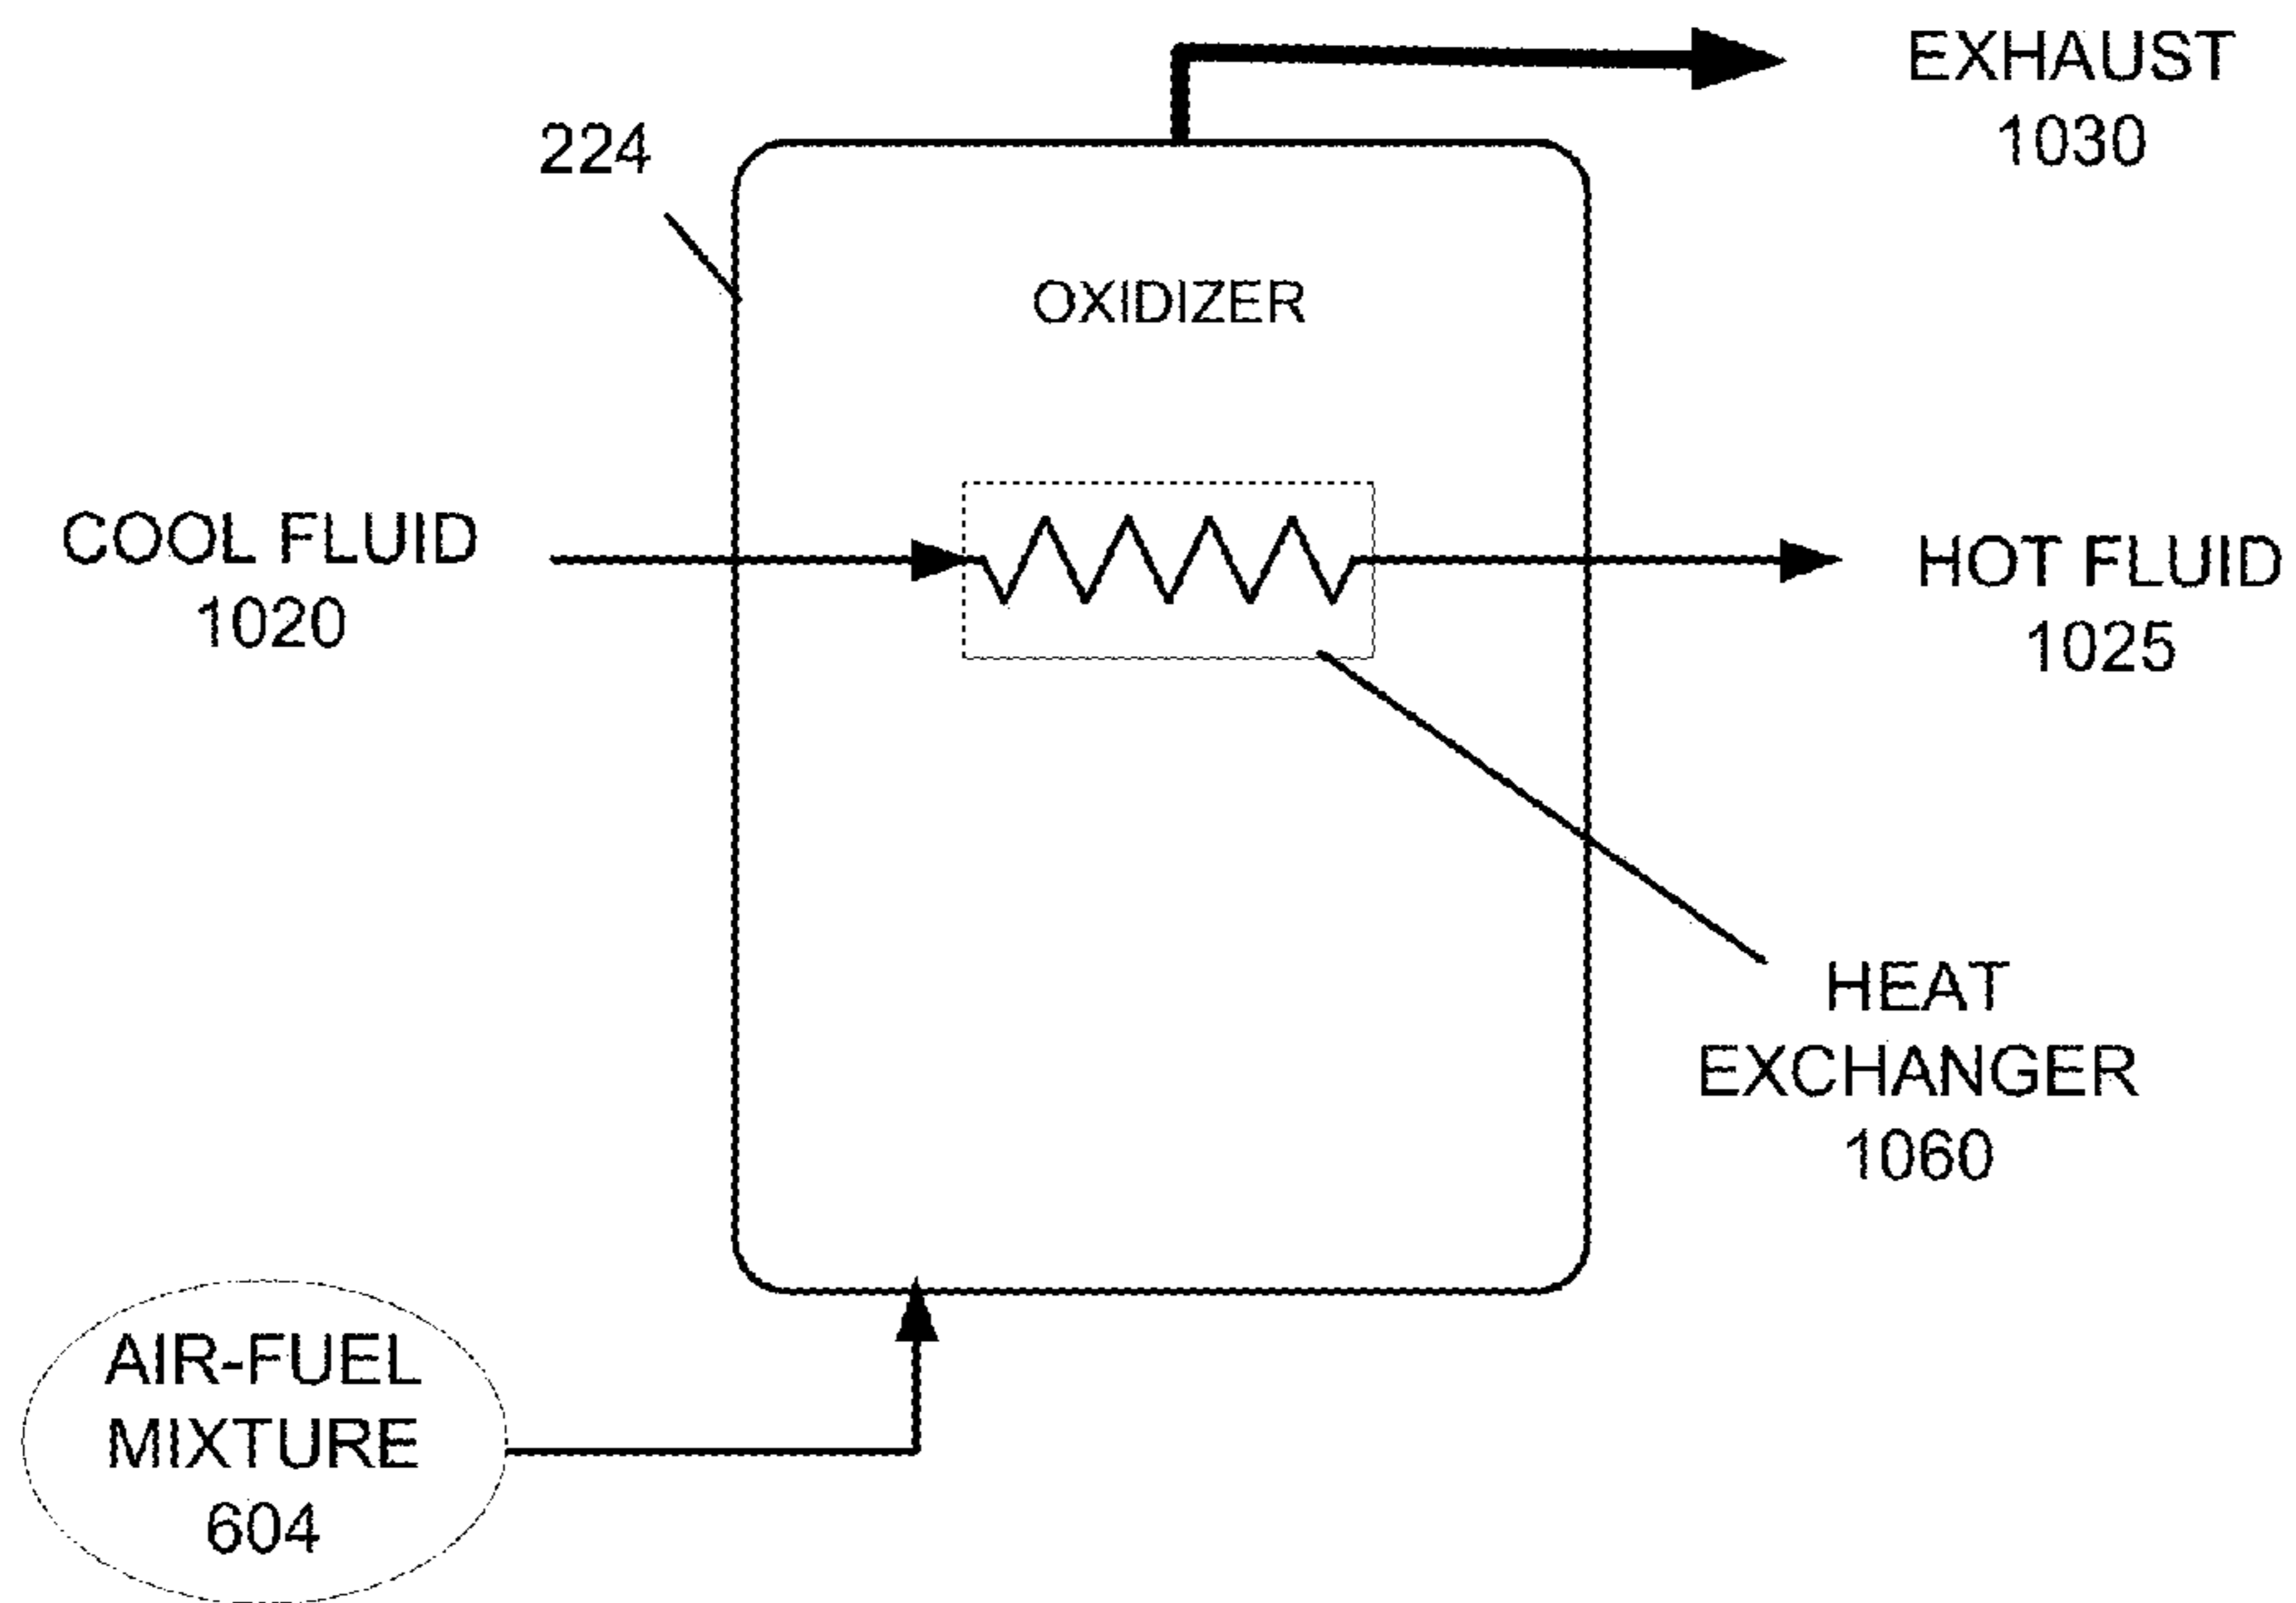 EXHAUST
1030
224
OXIDIZER
COOL FLUID
1020
HOT FLUID
1025
HEAT
EXCHANGER
1060
AIR-FUEL
MIXTURE
604